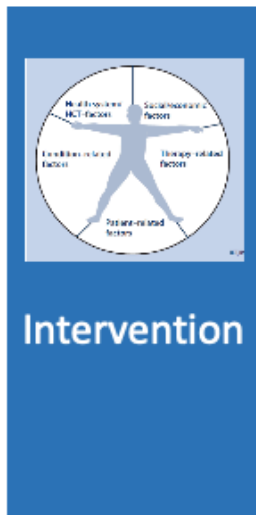 Health system/
HCT-factors
Social/economic
factors
Condition-related
factors
Therapy-related
factors
Patient-related
factors
Intervention